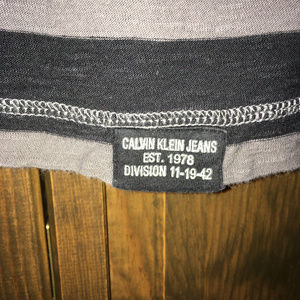 CALVIN KLEIN JEANS
EST. 1978
DIVISION 11-19-42